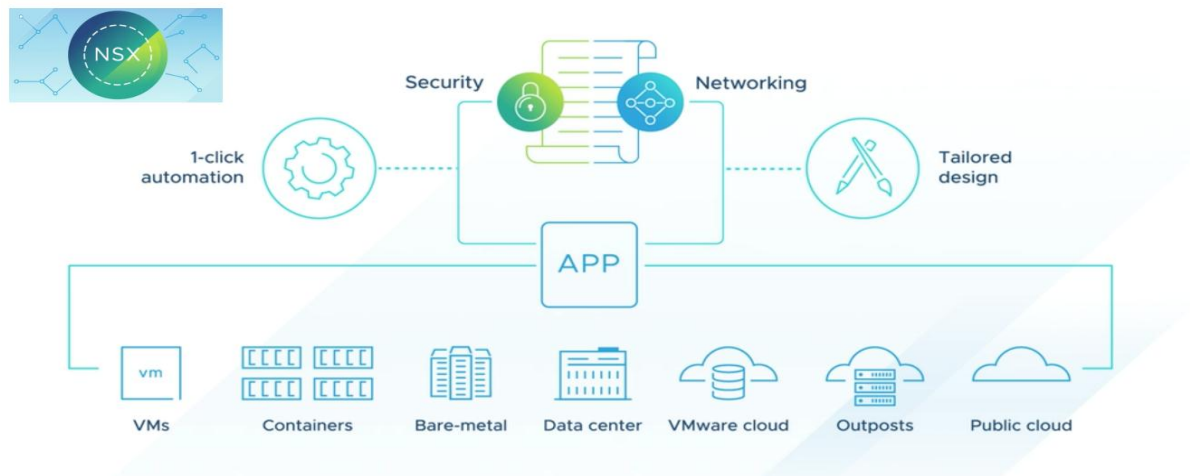 NSX
Security
Networking
1-click
automation
Tailored
design
APP
vm
VMs
Containers
Bare-metal
Data center
VMware cloud
Outposts
Public cloud